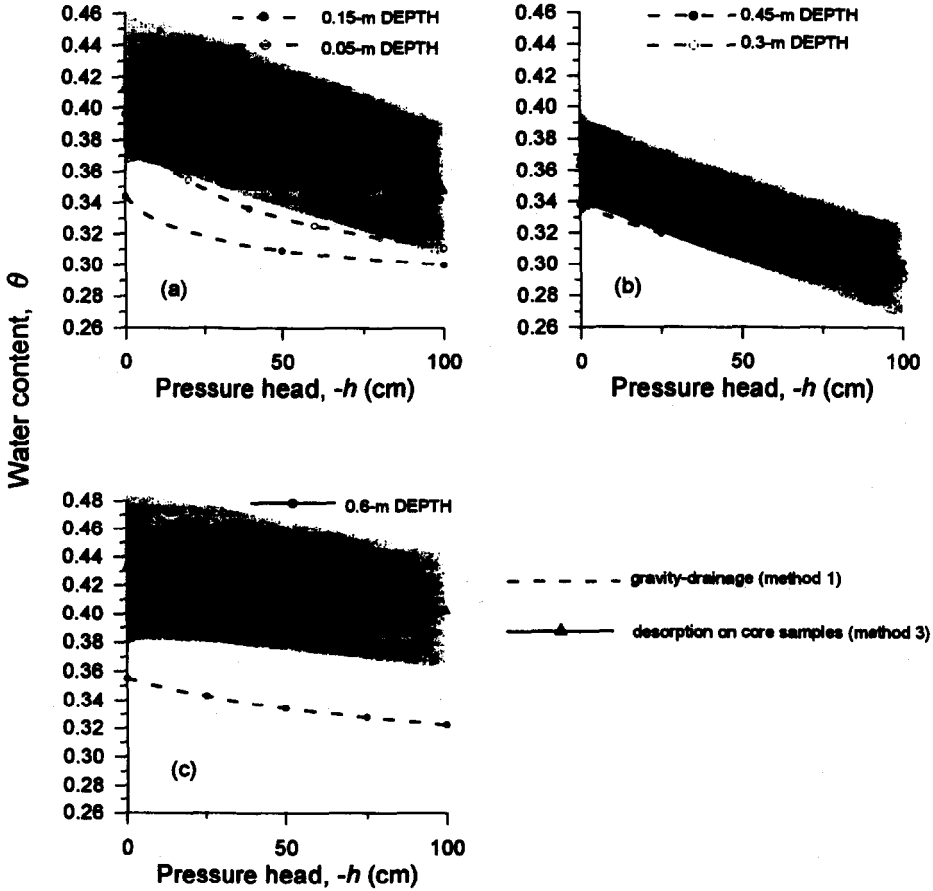 0.46
0.44
0.42
0.40
0.38
0.36
0.34
0.32
0.30
0.28
0.26
0.15-m DEPTH
0.05-m DEPTH
(a)
0 50 100
Pressure head, -h (cm)
0.46
0.44
0.42
0.40
0.38
0.36
0.34
0.32
0.30
0.28
0.26
0.45-m DEPTH
0.3-m DEPTH
(b)
0 50 100
Pressure head, -h (cm)
Water content, θ
0.48
0.46
0.44
0.42
0.40
0.38
0.36
0.34
0.32
0.30
0.28
0.26
0.6-m DEPTH
(c)
0 50 100
Pressure head, -h (cm)
gravity-drainage (method 1)
desorption on core samples (method 3)